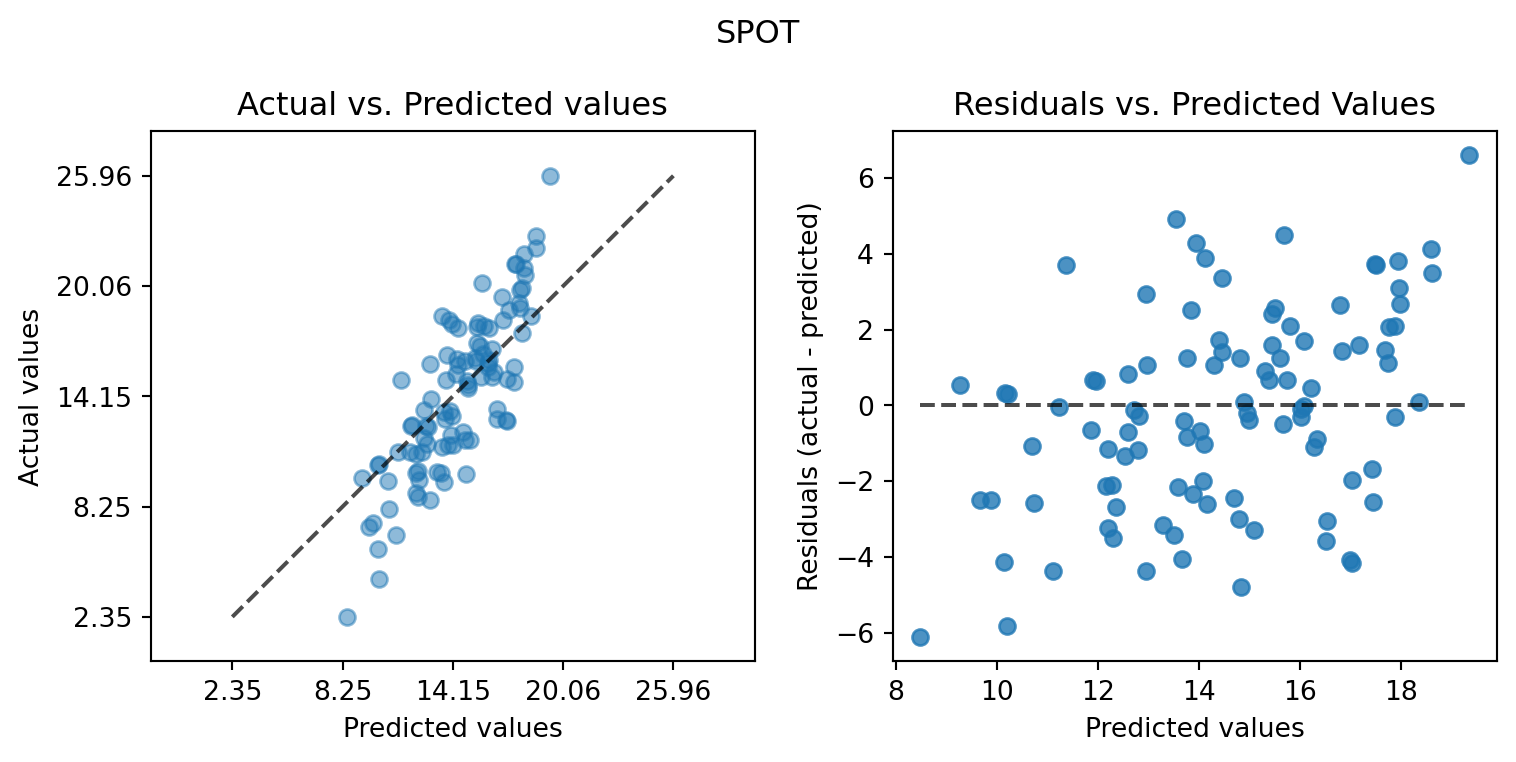 SPOT
Actual vs. Predicted values
25.96
20.06
14.15
8.25
2.35
Actual values
2.35 8.25 14.15 20.06 25.96
Predicted values
Residuals vs. Predicted Values
6
4
2
0
−2
−4
−6
Residuals (actual - predicted)
8 10 12 14 16 18
Predicted values